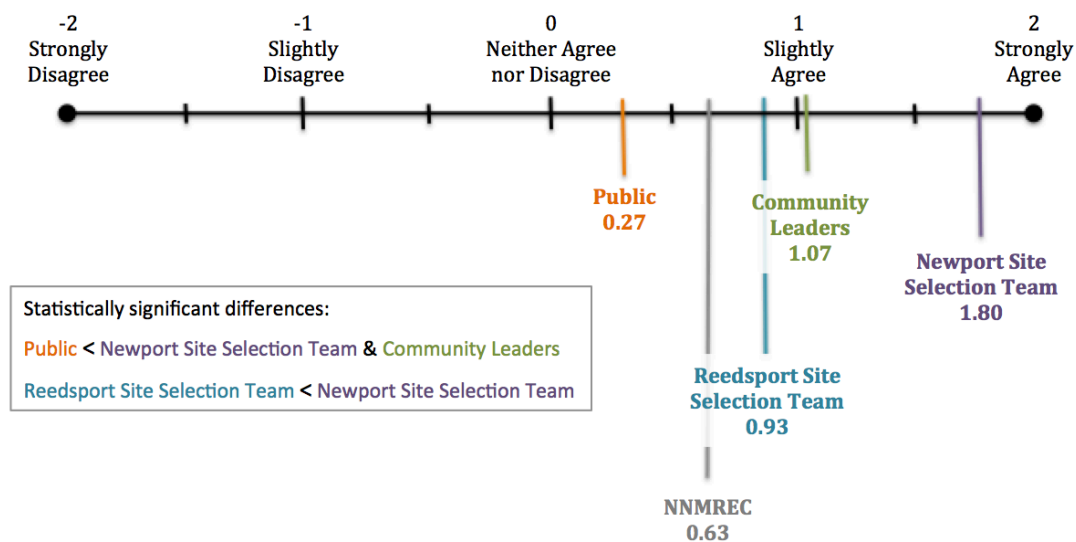 -2
Strongly
Disagree
-1
Slightly
Disagree
0
Neither Agree
nor Disagree
1
Slightly
Agree
2
Strongly
Agree
Public
0.27
Community
Leaders
1.07
Newport Site
Selection Team
1.80
Statistically significant differences:
Public < Newport Site Selection Team & Community Leaders
Reedsport Site Selection Team < Newport Site Selection Team
Reedsport Site
Selection Team
0.93
NNMREC
0.63